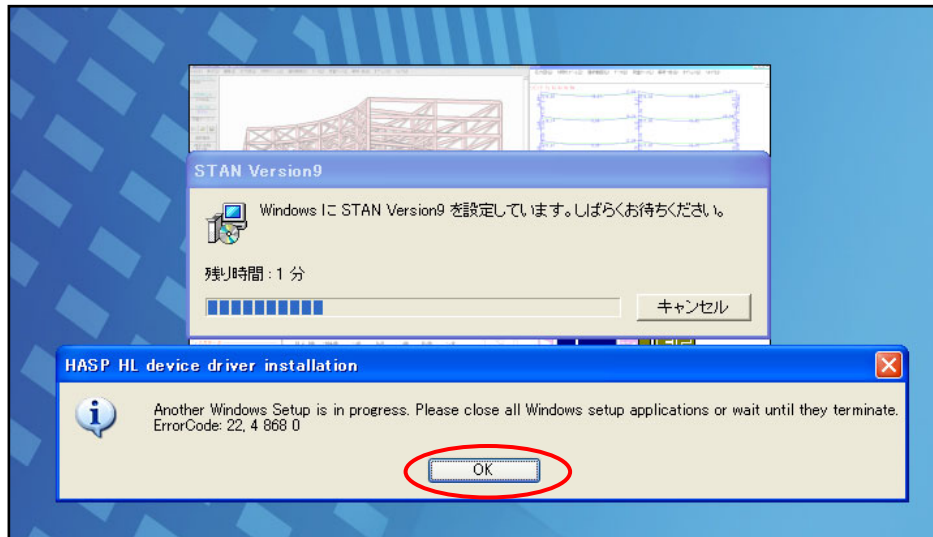 STAN Version9
Windows に STAN Version9 を設定しています。しばらくお待ちください。
残り時間 : 1 分
キャンセル
HASP HL device driver installation
Another Windows Setup is in progress. Please close all Windows setup applications or wait until they terminate.
ErrorCode: 22, 4 868 0
OK